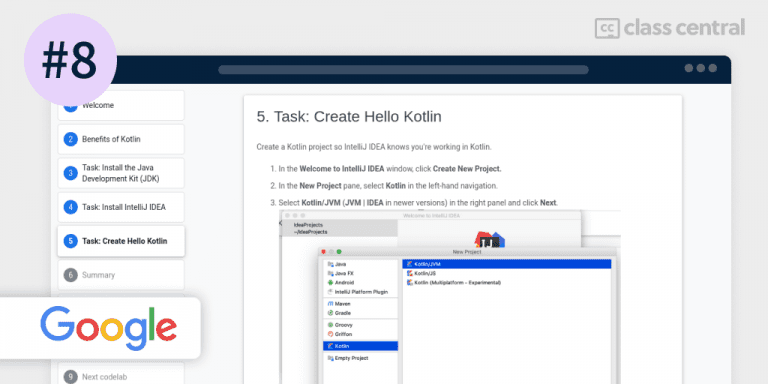 #8
cc class central
Welcome
2 Benefits of Kotlin
3 Task: Install the Java
Development Kit (JDK)
4 Task: Install IntelliJ IDEA
5 Task: Create Hello Kotlin
6 Summary
Google
9 Next codelab
5. Task: Create Hello Kotlin
Create a Kotlin project so IntelliJ IDEA knows you're working in Kotlin.
1. In the Welcome to IntelliJ IDEA window, click Create New Project.
2. In the New Project pane, select Kotlin in the left-hand navigation.
3. Select Kotlin/JVM (JVM | IDEA in newer versions) in the right panel and click Next.
Welcome to IntelliJ IDEA
IdeaProjects
~/IdeaProjects
IJ
New Project
Java
Java FX
Android
IntelliJ Platform Plugin
Maven
Gradle
Groovy
Griffon
Kotlin
Empty Project
Kotlin/JVM
Kotlin/JS
Kotlin (Multiplatform - Experimental)